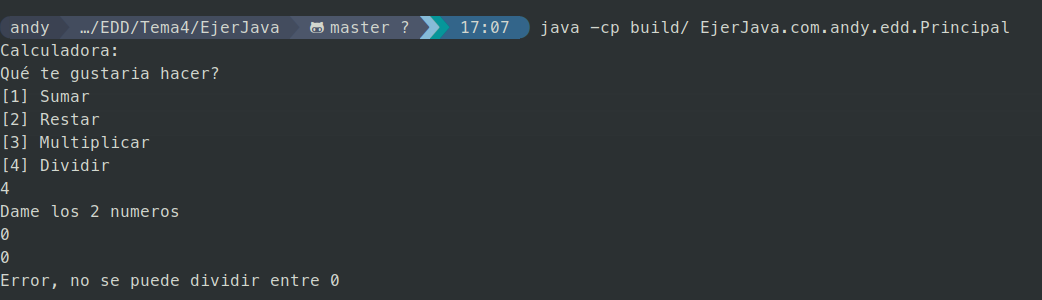 andy …/EDD/Tema4/EjerJava master ? 17:07 java -cp build/ EjerJava.com.andy.edd.Principal
Calculadora:
Qué te gustaria hacer?
[1] Sumar
[2] Restar
[3] Multiplicar
[4] Dividir
4
Dame los 2 numeros
0
0
Error, no se puede dividir entre 0